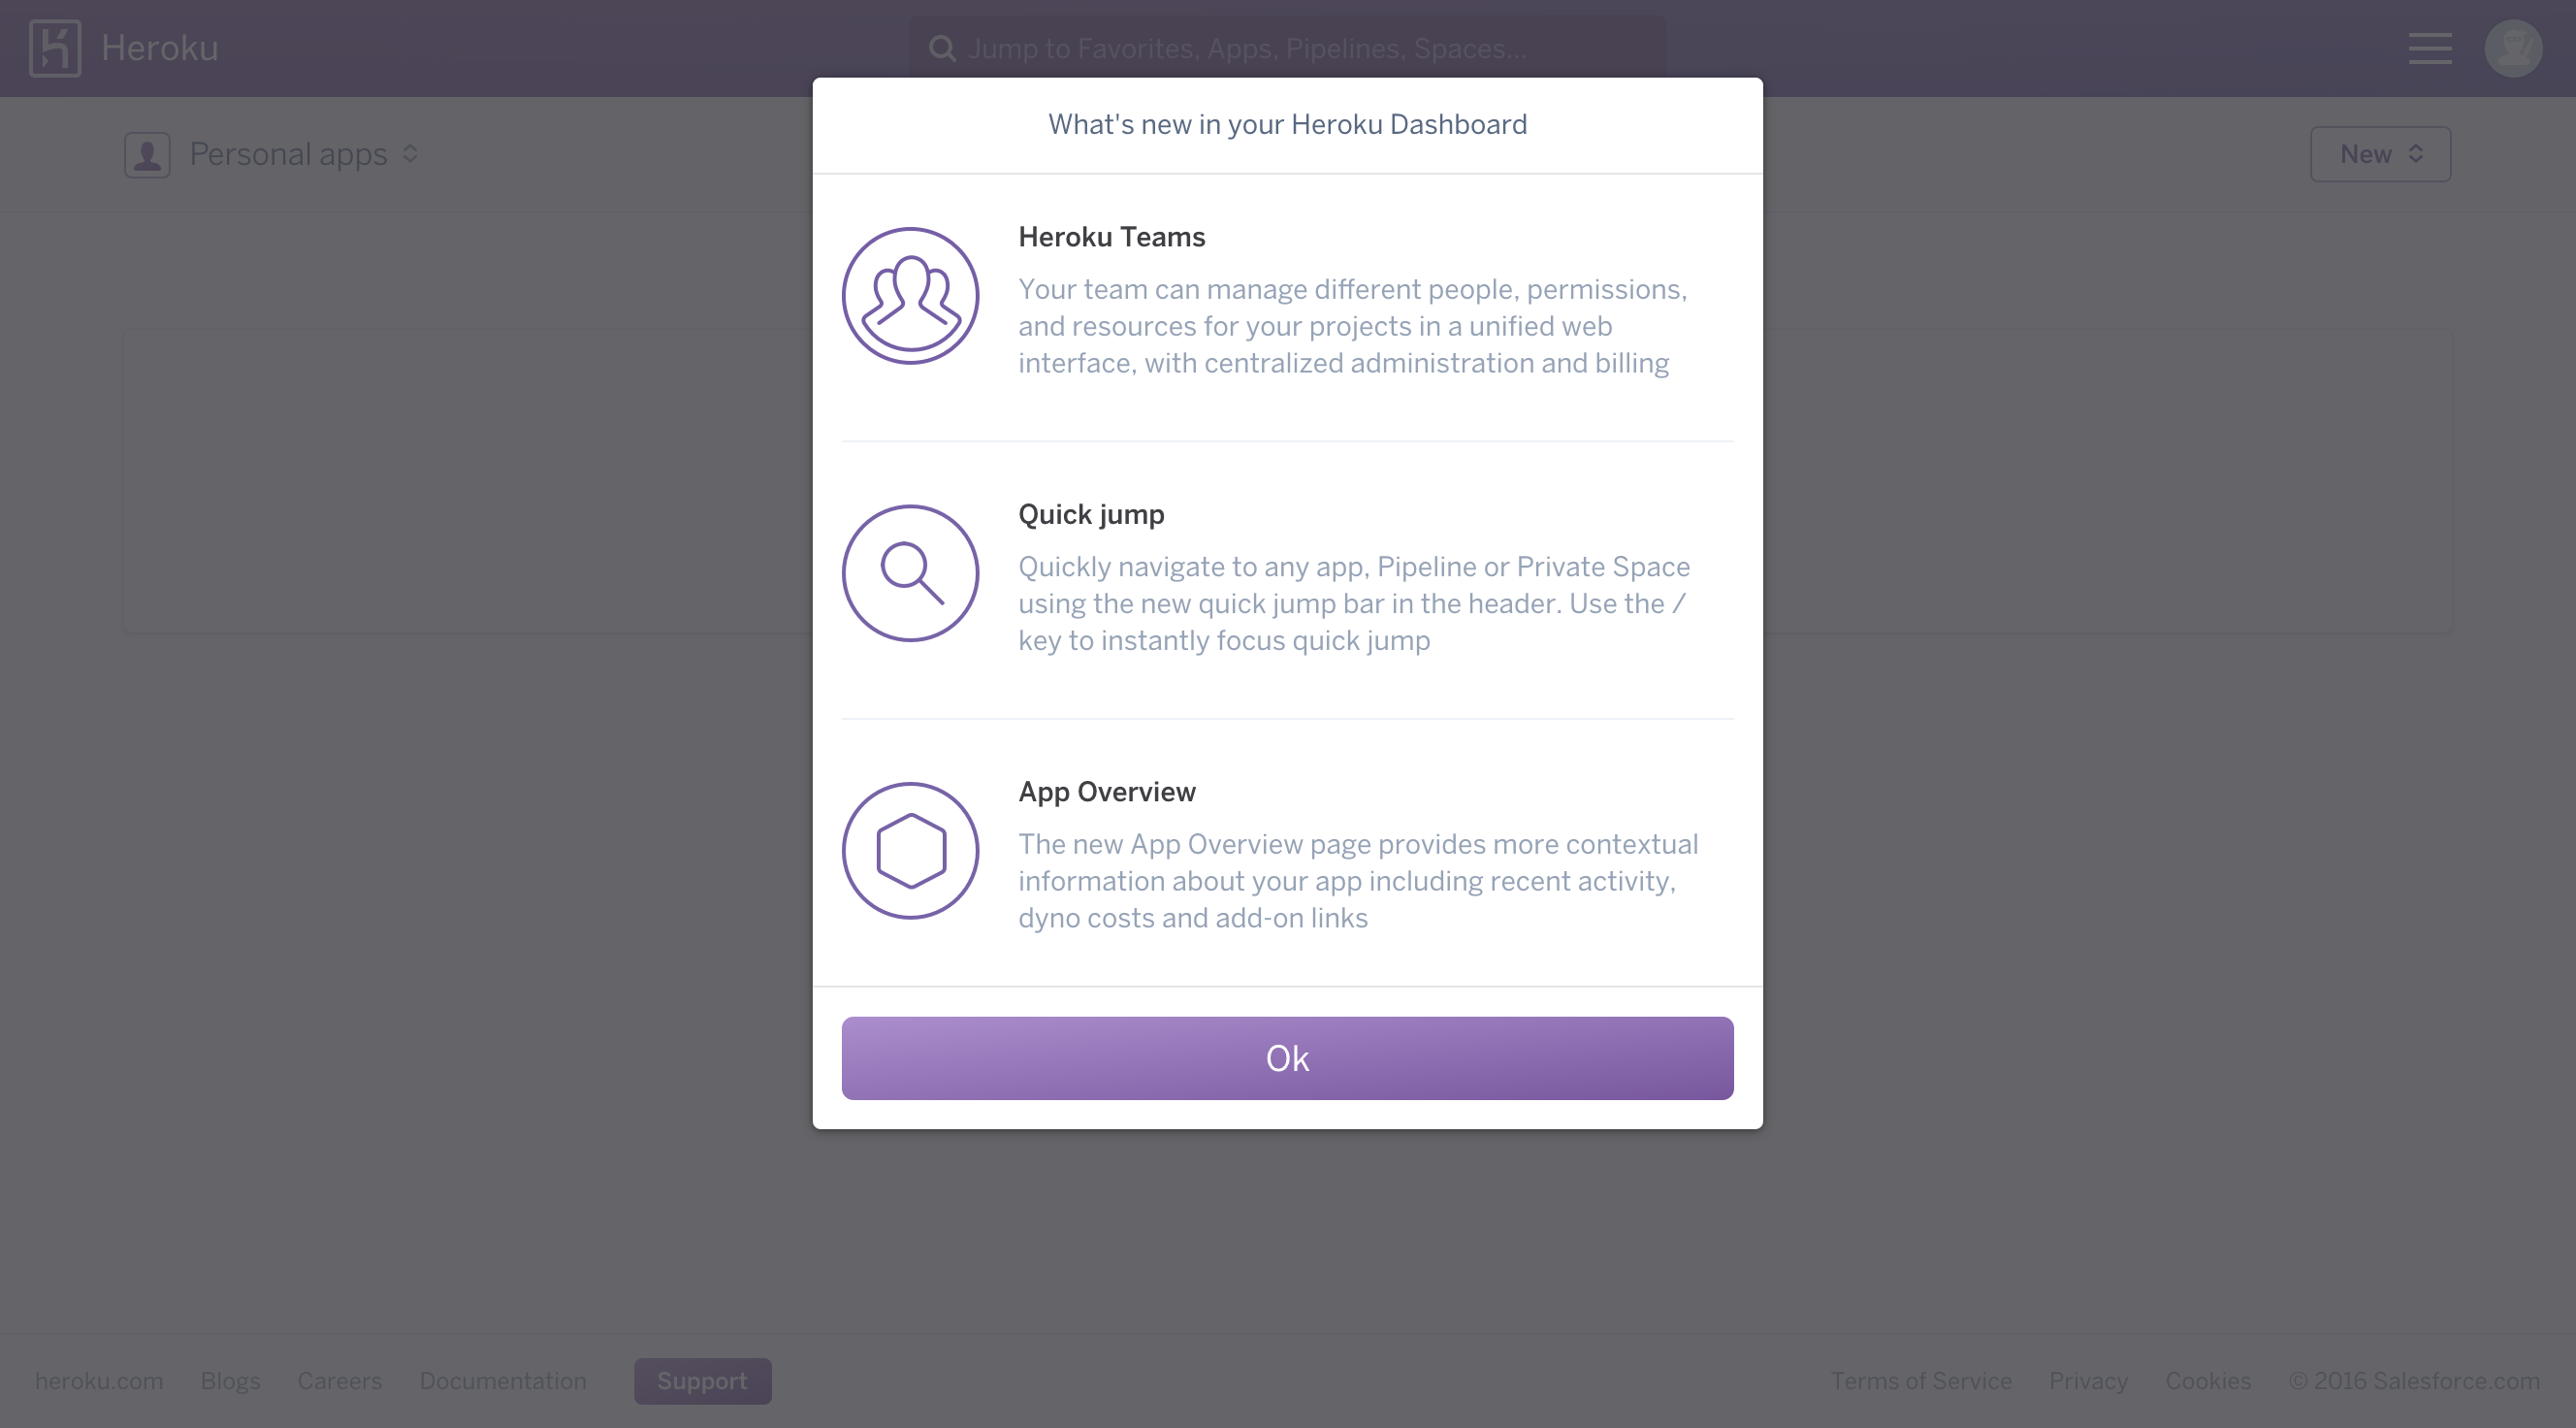 Heroku
Jump to Favorites, Apps, Pipelines, Spaces...
Personal apps
New
What's new in your Heroku Dashboard
Heroku Teams
Your team can manage different people, permissions,
and resources for your projects in a unified web
interface, with centralized administration and billing
Quick jump
Quickly navigate to any app, Pipeline or Private Space
using the new quick jump bar in the header. Use the /
key to instantly focus quick jump
App Overview
The new App Overview page provides more contextual
information about your app including recent activity,
dyno costs and add-on links
Ok
heroku.com Blogs Careers Documentation Support Terms of Service Privacy Cookies © 2016 Salesforce.com